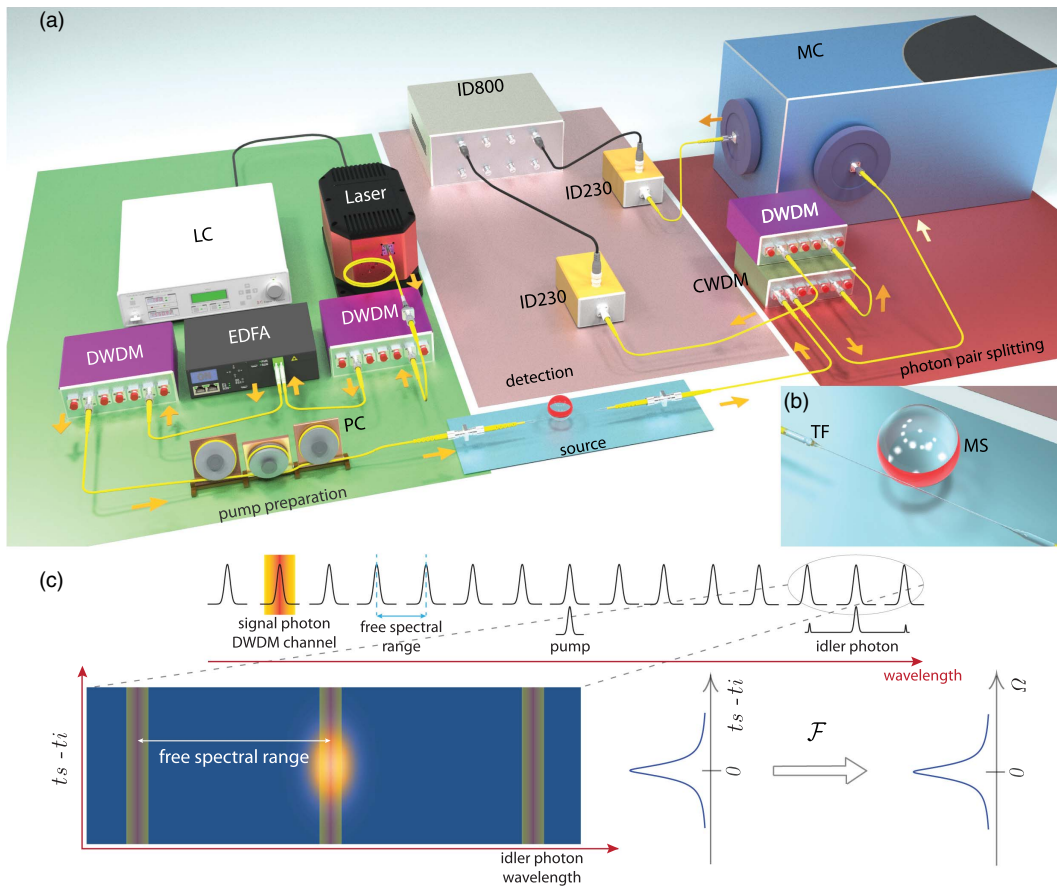 (a)
MC
ID800
Laser
ID230
LC
DWDM
ID230
CWDM
DWDM
EDFA
DWDM
detection
photon pair splitting
PC
source
pump preparation
(b)
TF
MS
(c)
signal photon
DWDM channel
free spectral
range
pump
idler photon
wavelength
ts - ti
free spectral range
idler photon
wavelength
ts - ti
0
ℱ
Ω
0